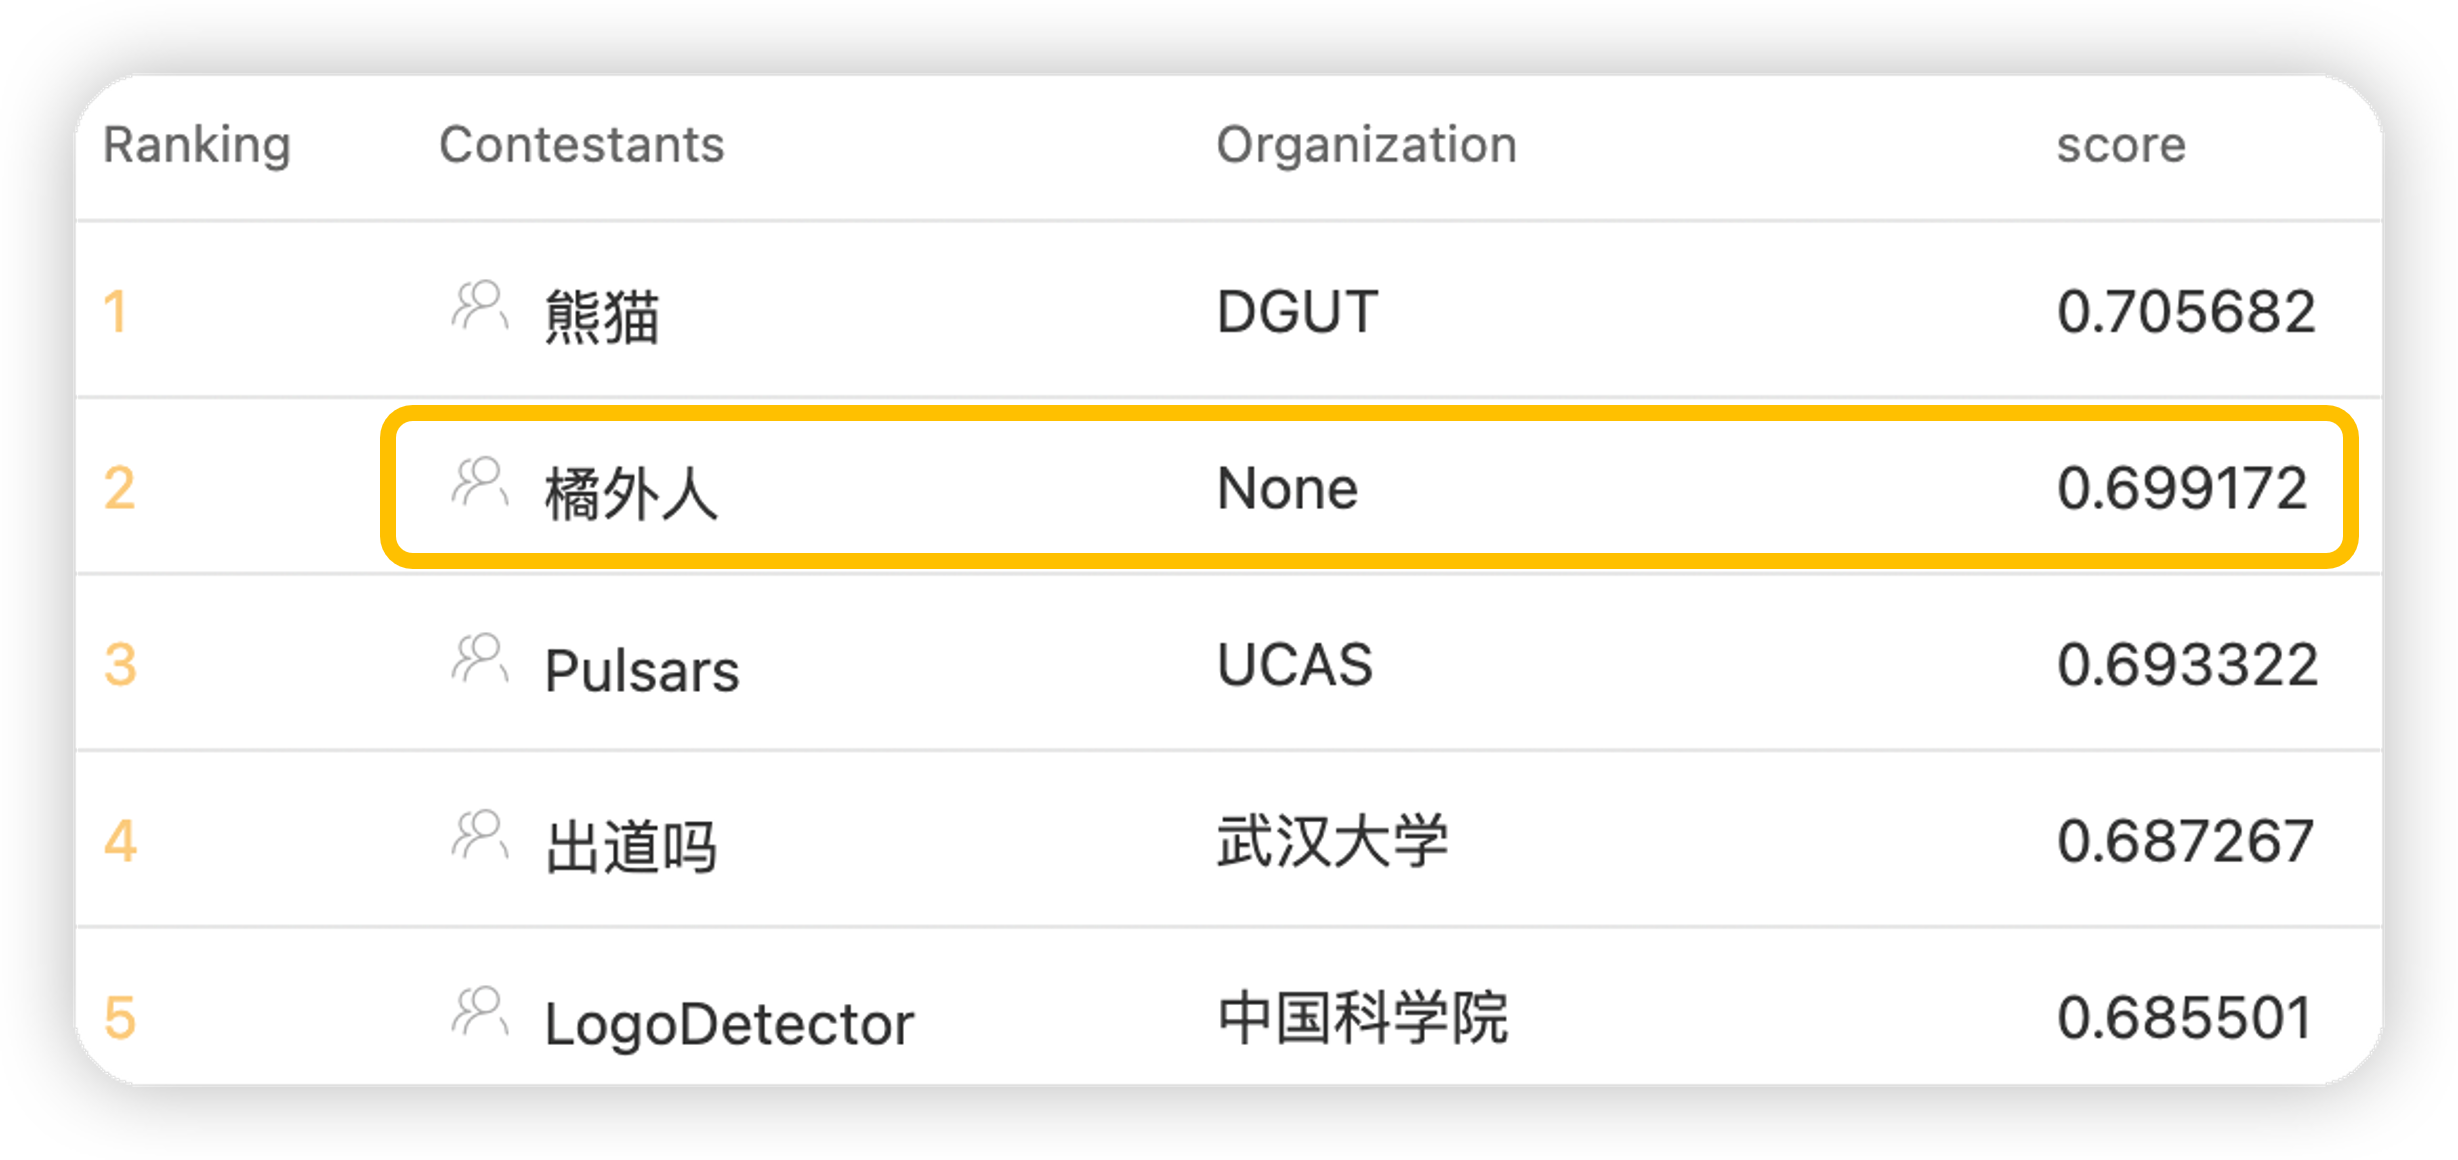 Ranking Contestants Organization score
1 熊猫 DGUT 0.705682
2 橘外人 None 0.699172
3 Pulsars UCAS 0.693322
4 出道吗 武汉大学 0.687267
5 LogoDetector 中国科学院 0.685501